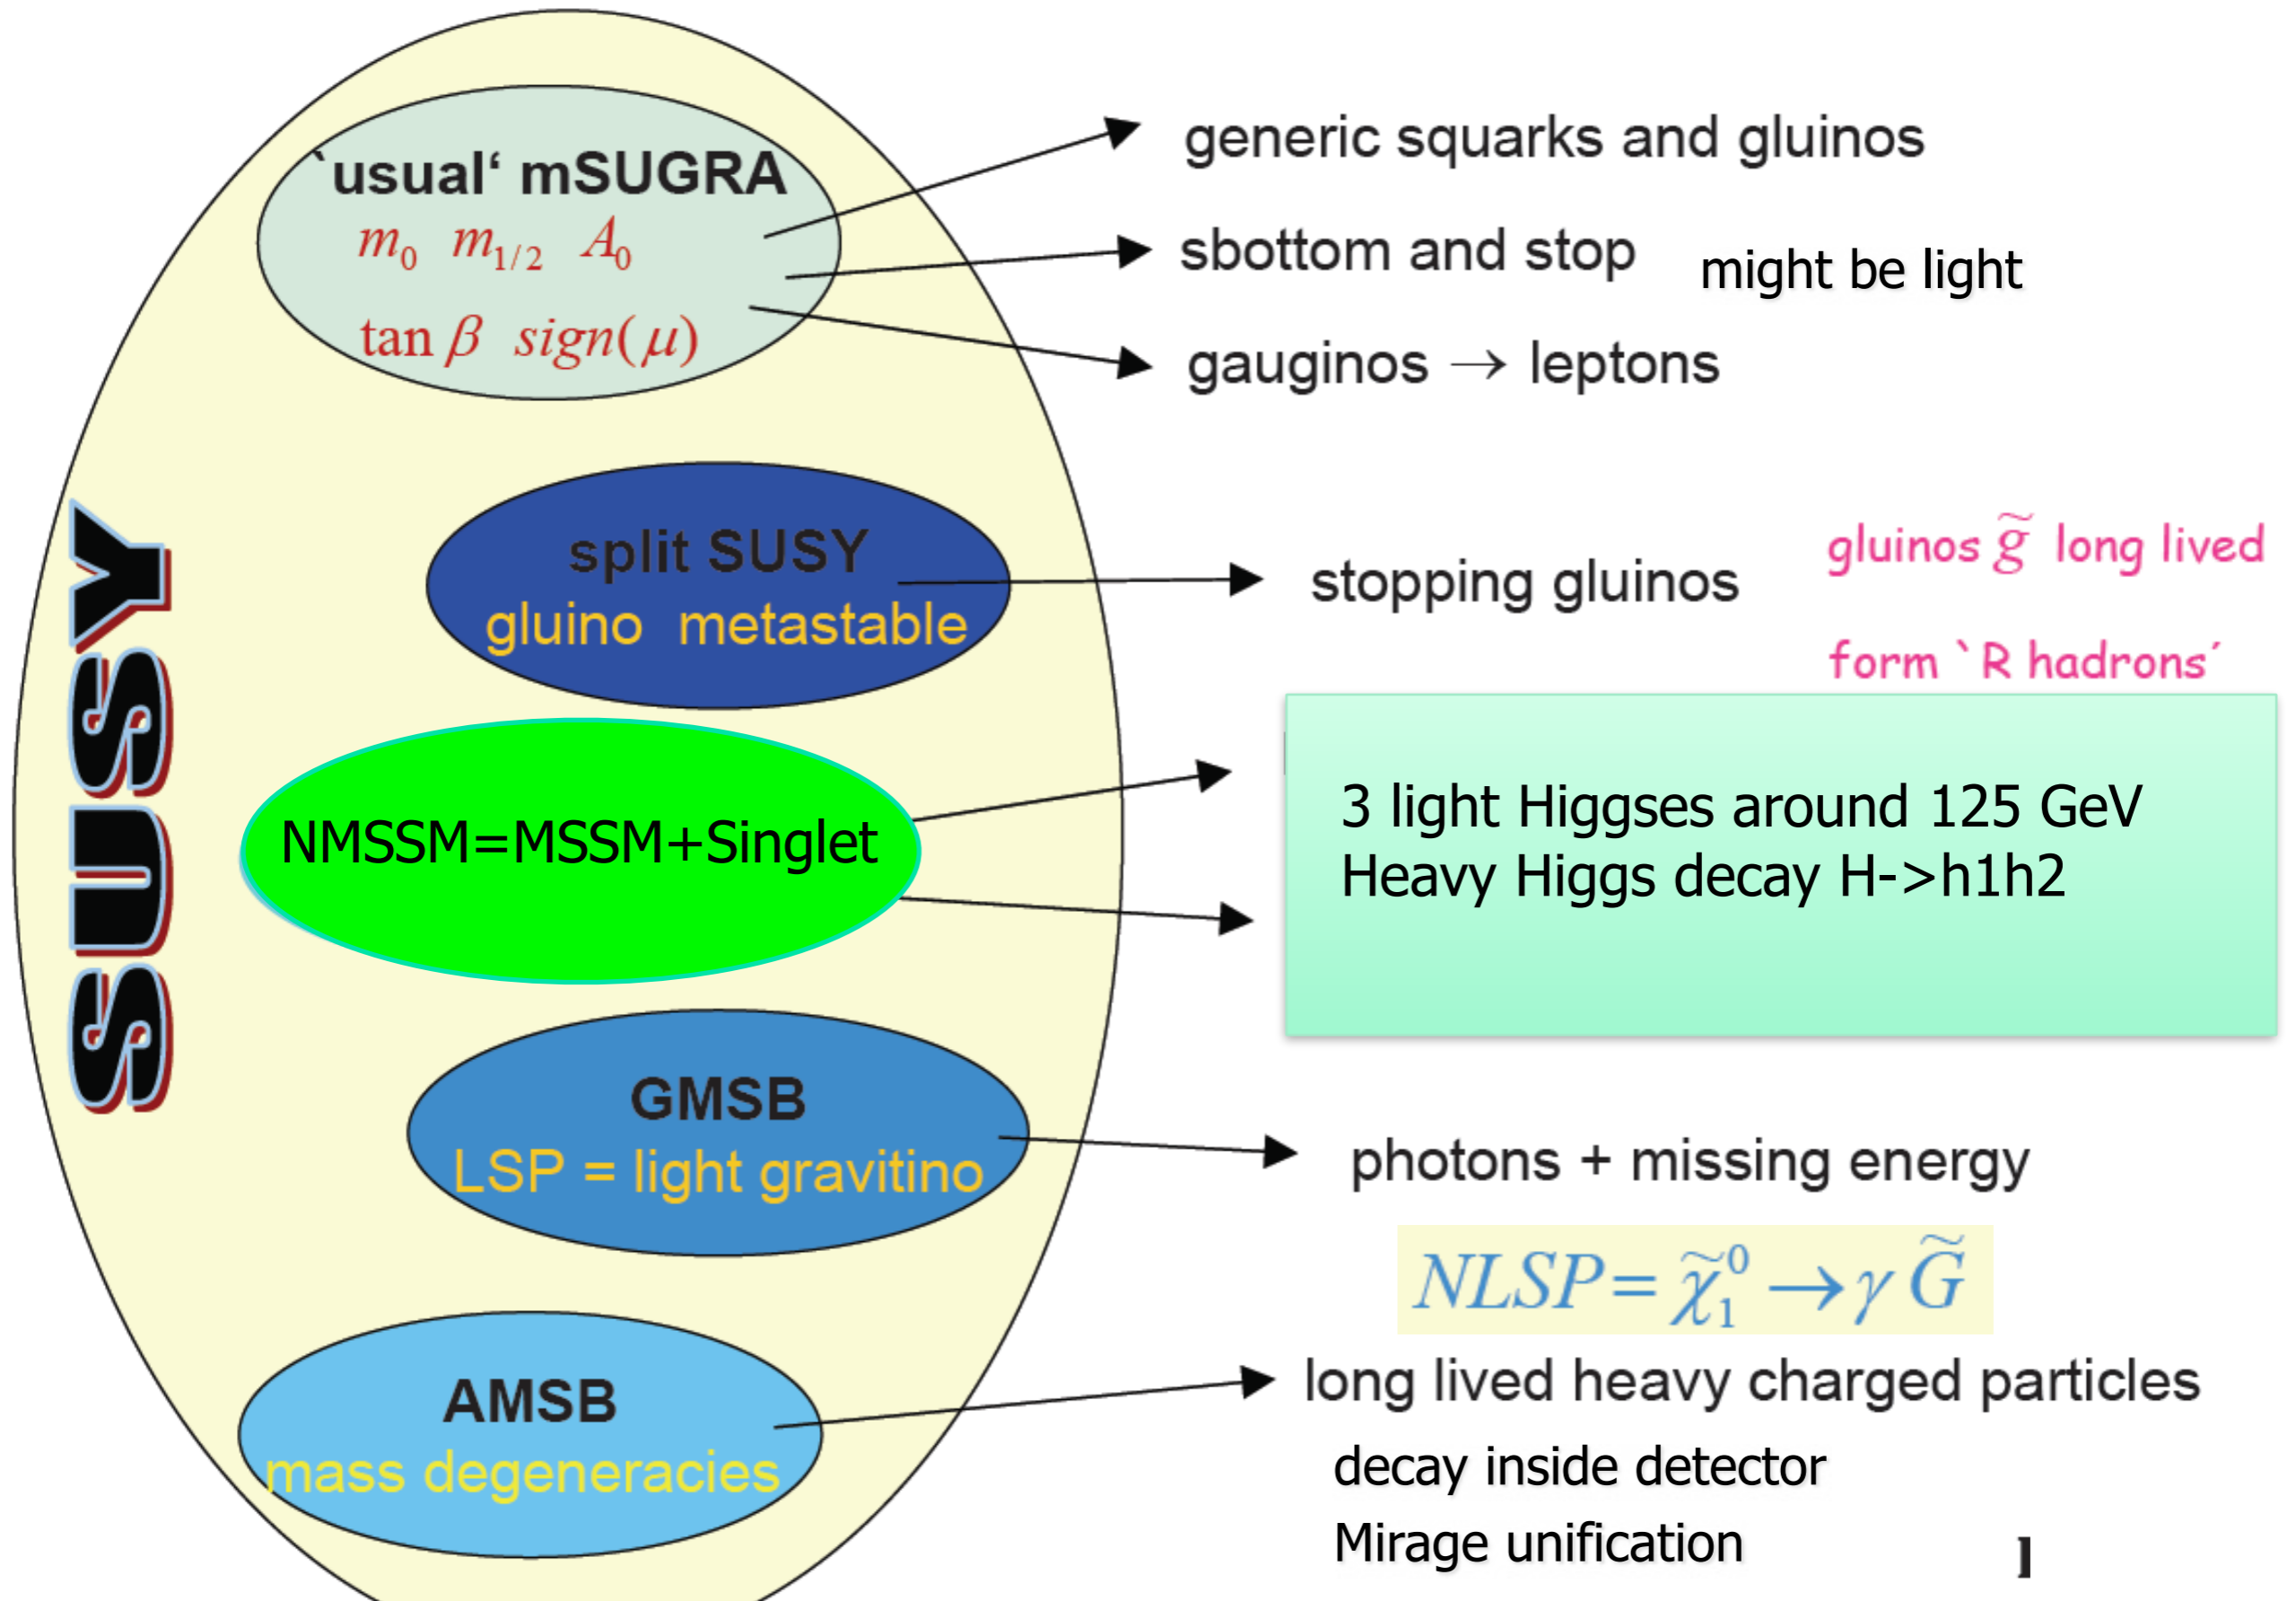 SUSY
`usual‘ mSUGRA
m₀ m₁/₂ A₀
tan β sign(μ)
generic squarks and gluinos
sbottom and stop might be light
gauginos → leptons
split SUSY
gluino metastable
stopping gluinos
gluinos g̃ long lived
form `R hadrons´
NMSSM=MSSM+Singlet
3 light Higgses around 125 GeV
Heavy Higgs decay H->h1h2
GMSB
LSP = light gravitino
photons + missing energy
NLSP = χ̃₁⁰ → γ G̃
AMSB
mass degeneracies
long lived heavy charged particles
decay inside detector
Mirage unification